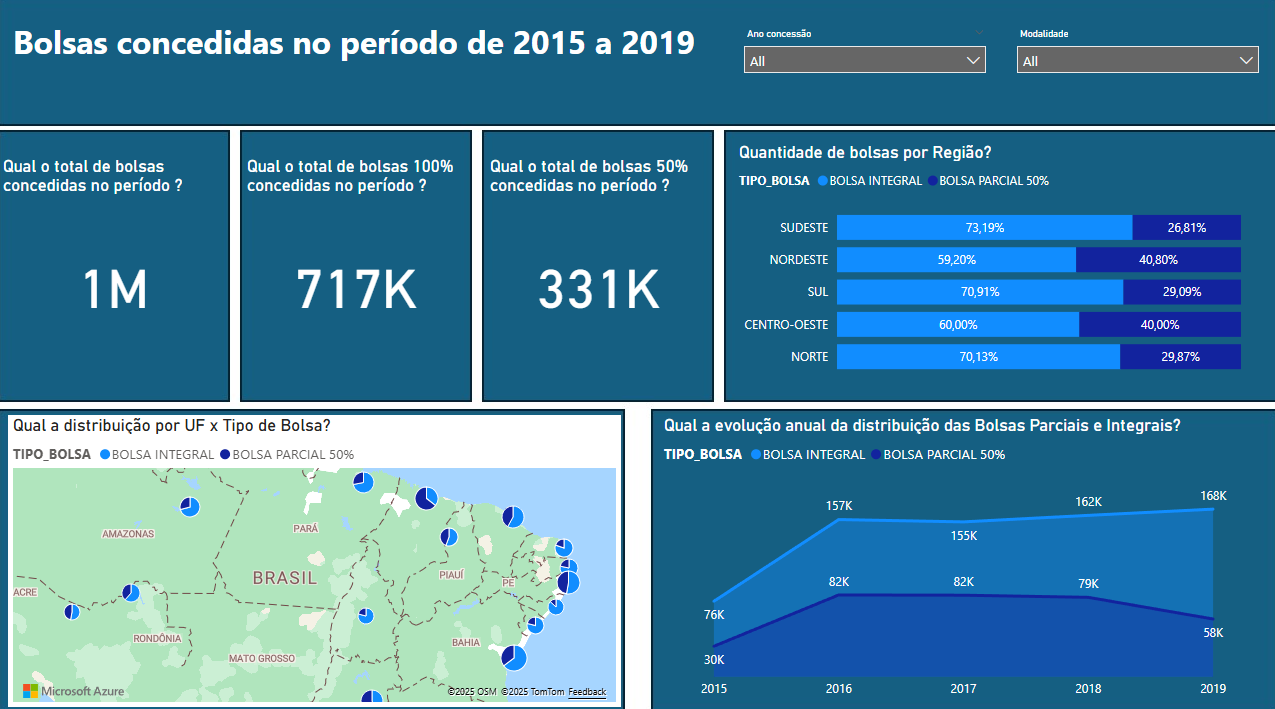 Bolsas concedidas no período de 2015 a 2019
Ano concessão
All
Modalidade
All
Qual o total de bolsas
concedidas no período ?
1M
Qual o total de bolsas 100%
concedidas no período ?
717K
Qual o total de bolsas 50%
concedidas no período ?
331K
Quantidade de bolsas por Região?
TIPO_BOLSA BOLSA INTEGRAL BOLSA PARCIAL 50%
SUDESTE 73,19% 26,81%
NORDESTE 59,20% 40,80%
SUL 70,91% 29,09%
CENTRO-OESTE 60,00% 40,00%
NORTE 70,13% 29,87%
Qual a distribuição por UF x Tipo de Bolsa?
TIPO_BOLSA BOLSA INTEGRAL BOLSA PARCIAL 50%
AMAZONAS
PARÁ
BRASIL
PIAUÍ
PE
ACRE
RONDÔNIA
MATO GROSSO
BAHIA
Microsoft Azure
©2025 OSM ©2025 TomTom Feedback
Qual a evolução anual da distribuição das Bolsas Parciais e Integrais?
TIPO_BOLSA BOLSA INTEGRAL BOLSA PARCIAL 50%
76K
157K
155K
162K
168K
30K
82K
82K
79K
58K
2015 2016 2017 2018 2019